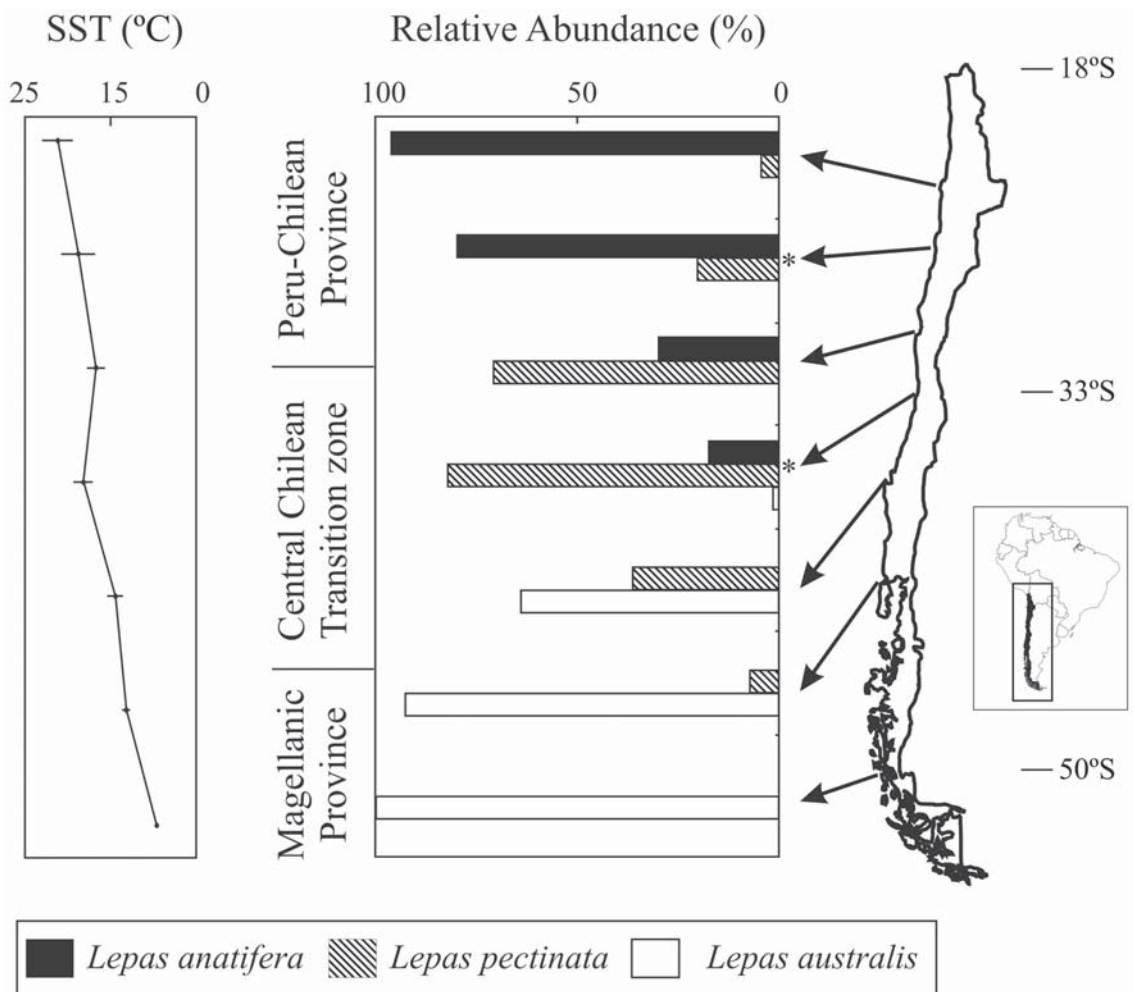 SST (ºC)
Relative Abundance (%)
25 15 0
100 50 0
18ºS
33ºS
50ºS
Peru-Chilean
Province
Central Chilean
Transition zone
Magellanic
Province
*
*
Lepas anatifera
Lepas pectinata
Lepas australis